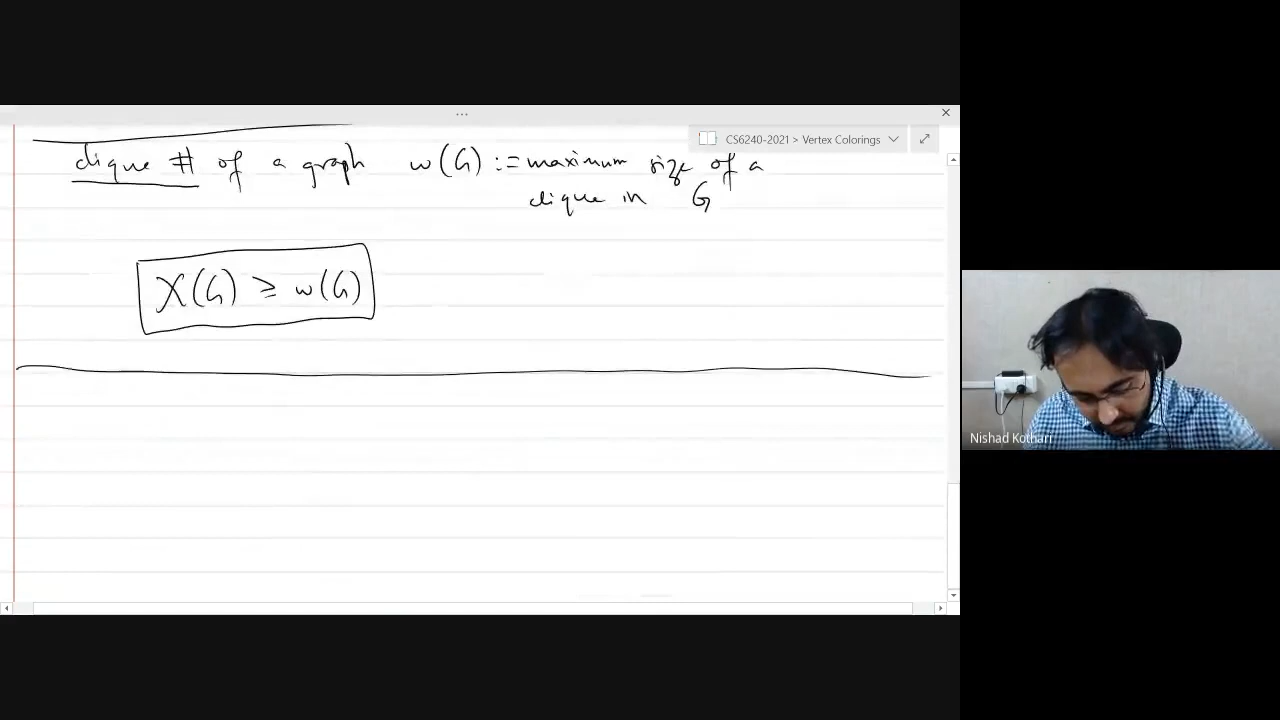 CS6240-2021 > Vertex Colorings
clique # of a graph w(G) := maximum size of a
clique in G
χ(G) ≥ w(G)
Nishad Kothari